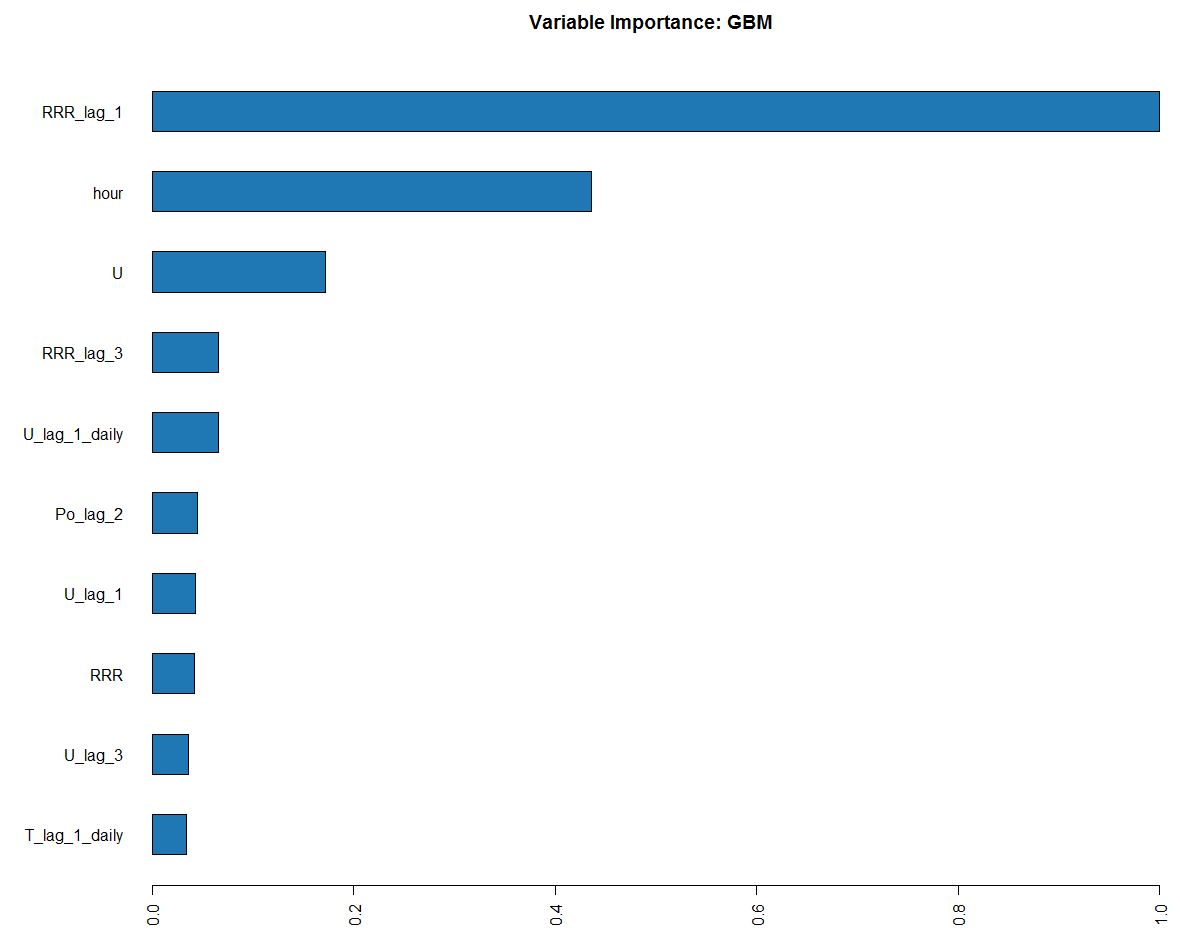 Variable Importance: GBM
RRR_lag_1
hour
U
RRR_lag_3
U_lag_1_daily
Po_lag_2
U_lag_1
RRR
U_lag_3
T_lag_1_daily
0.0 0.2 0.4 0.6 0.8 1.0